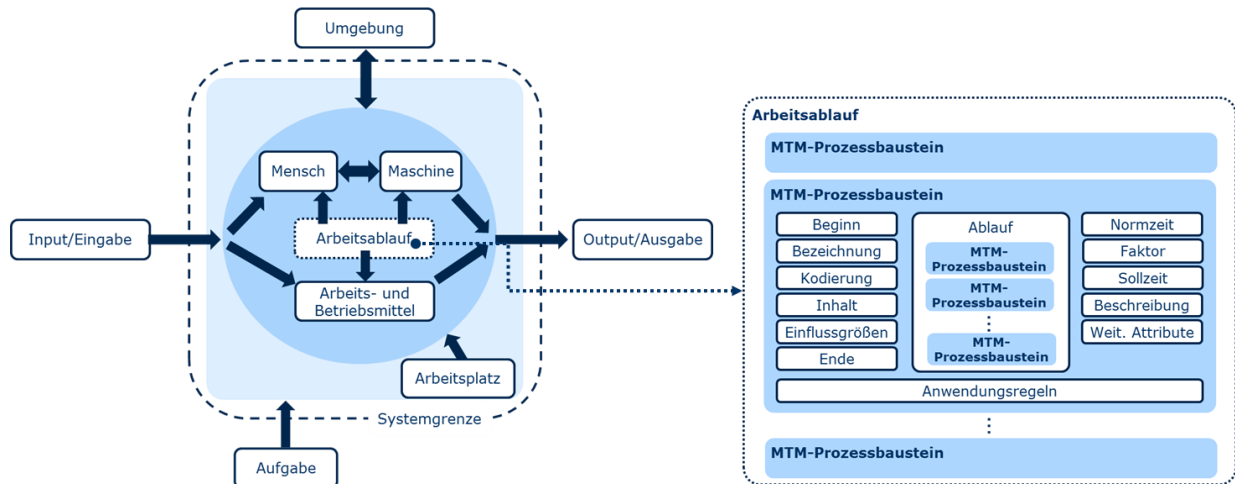 Umgebung
Mensch
Maschine
Input/Eingabe
Arbeitsablauf
Output/Ausgabe
Arbeits- und
Betriebsmittel
Arbeitsplatz
Systemgrenze
Aufgabe
Arbeitsablauf
MTM-Prozessbaustein
MTM-Prozessbaustein
Beginn
Bezeichnung
Kodierung
Inhalt
Einflussgrößen
Ende
Ablauf
MTM-
Prozessbaustein
MTM-
Prozessbaustein
MTM-
Prozessbaustein
Normzeit
Faktor
Sollzeit
Beschreibung
Weit. Attribute
Anwendungsregeln
MTM-Prozessbaustein